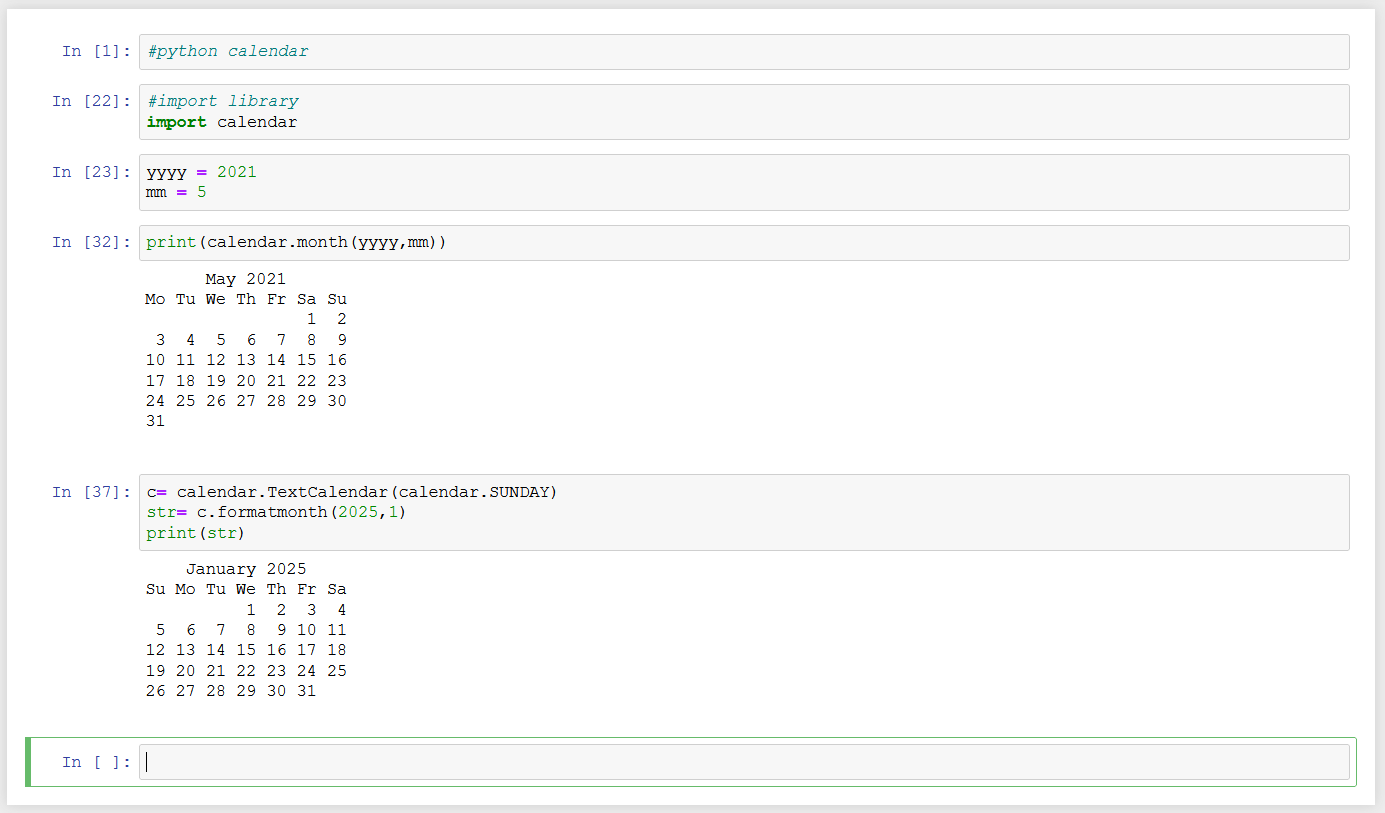 In [1]: #python calendar
In [22]: #import library
import calendar
In [23]: yyyy = 2021
mm = 5
In [32]: print(calendar.month(yyyy,mm))
      May 2021
Mo Tu We Th Fr Sa Su
                1  2
 3  4  5  6  7  8  9
10 11 12 13 14 15 16
17 18 19 20 21 22 23
24 25 26 27 28 29 30
31
In [37]: c= calendar.TextCalendar(calendar.SUNDAY)
str= c.formatmonth(2025,1)
print(str)
    January 2025
Su Mo Tu We Th Fr Sa
          1  2  3  4
 5  6  7  8  9 10 11
12 13 14 15 16 17 18
19 20 21 22 23 24 25
26 27 28 29 30 31
In [ ]: